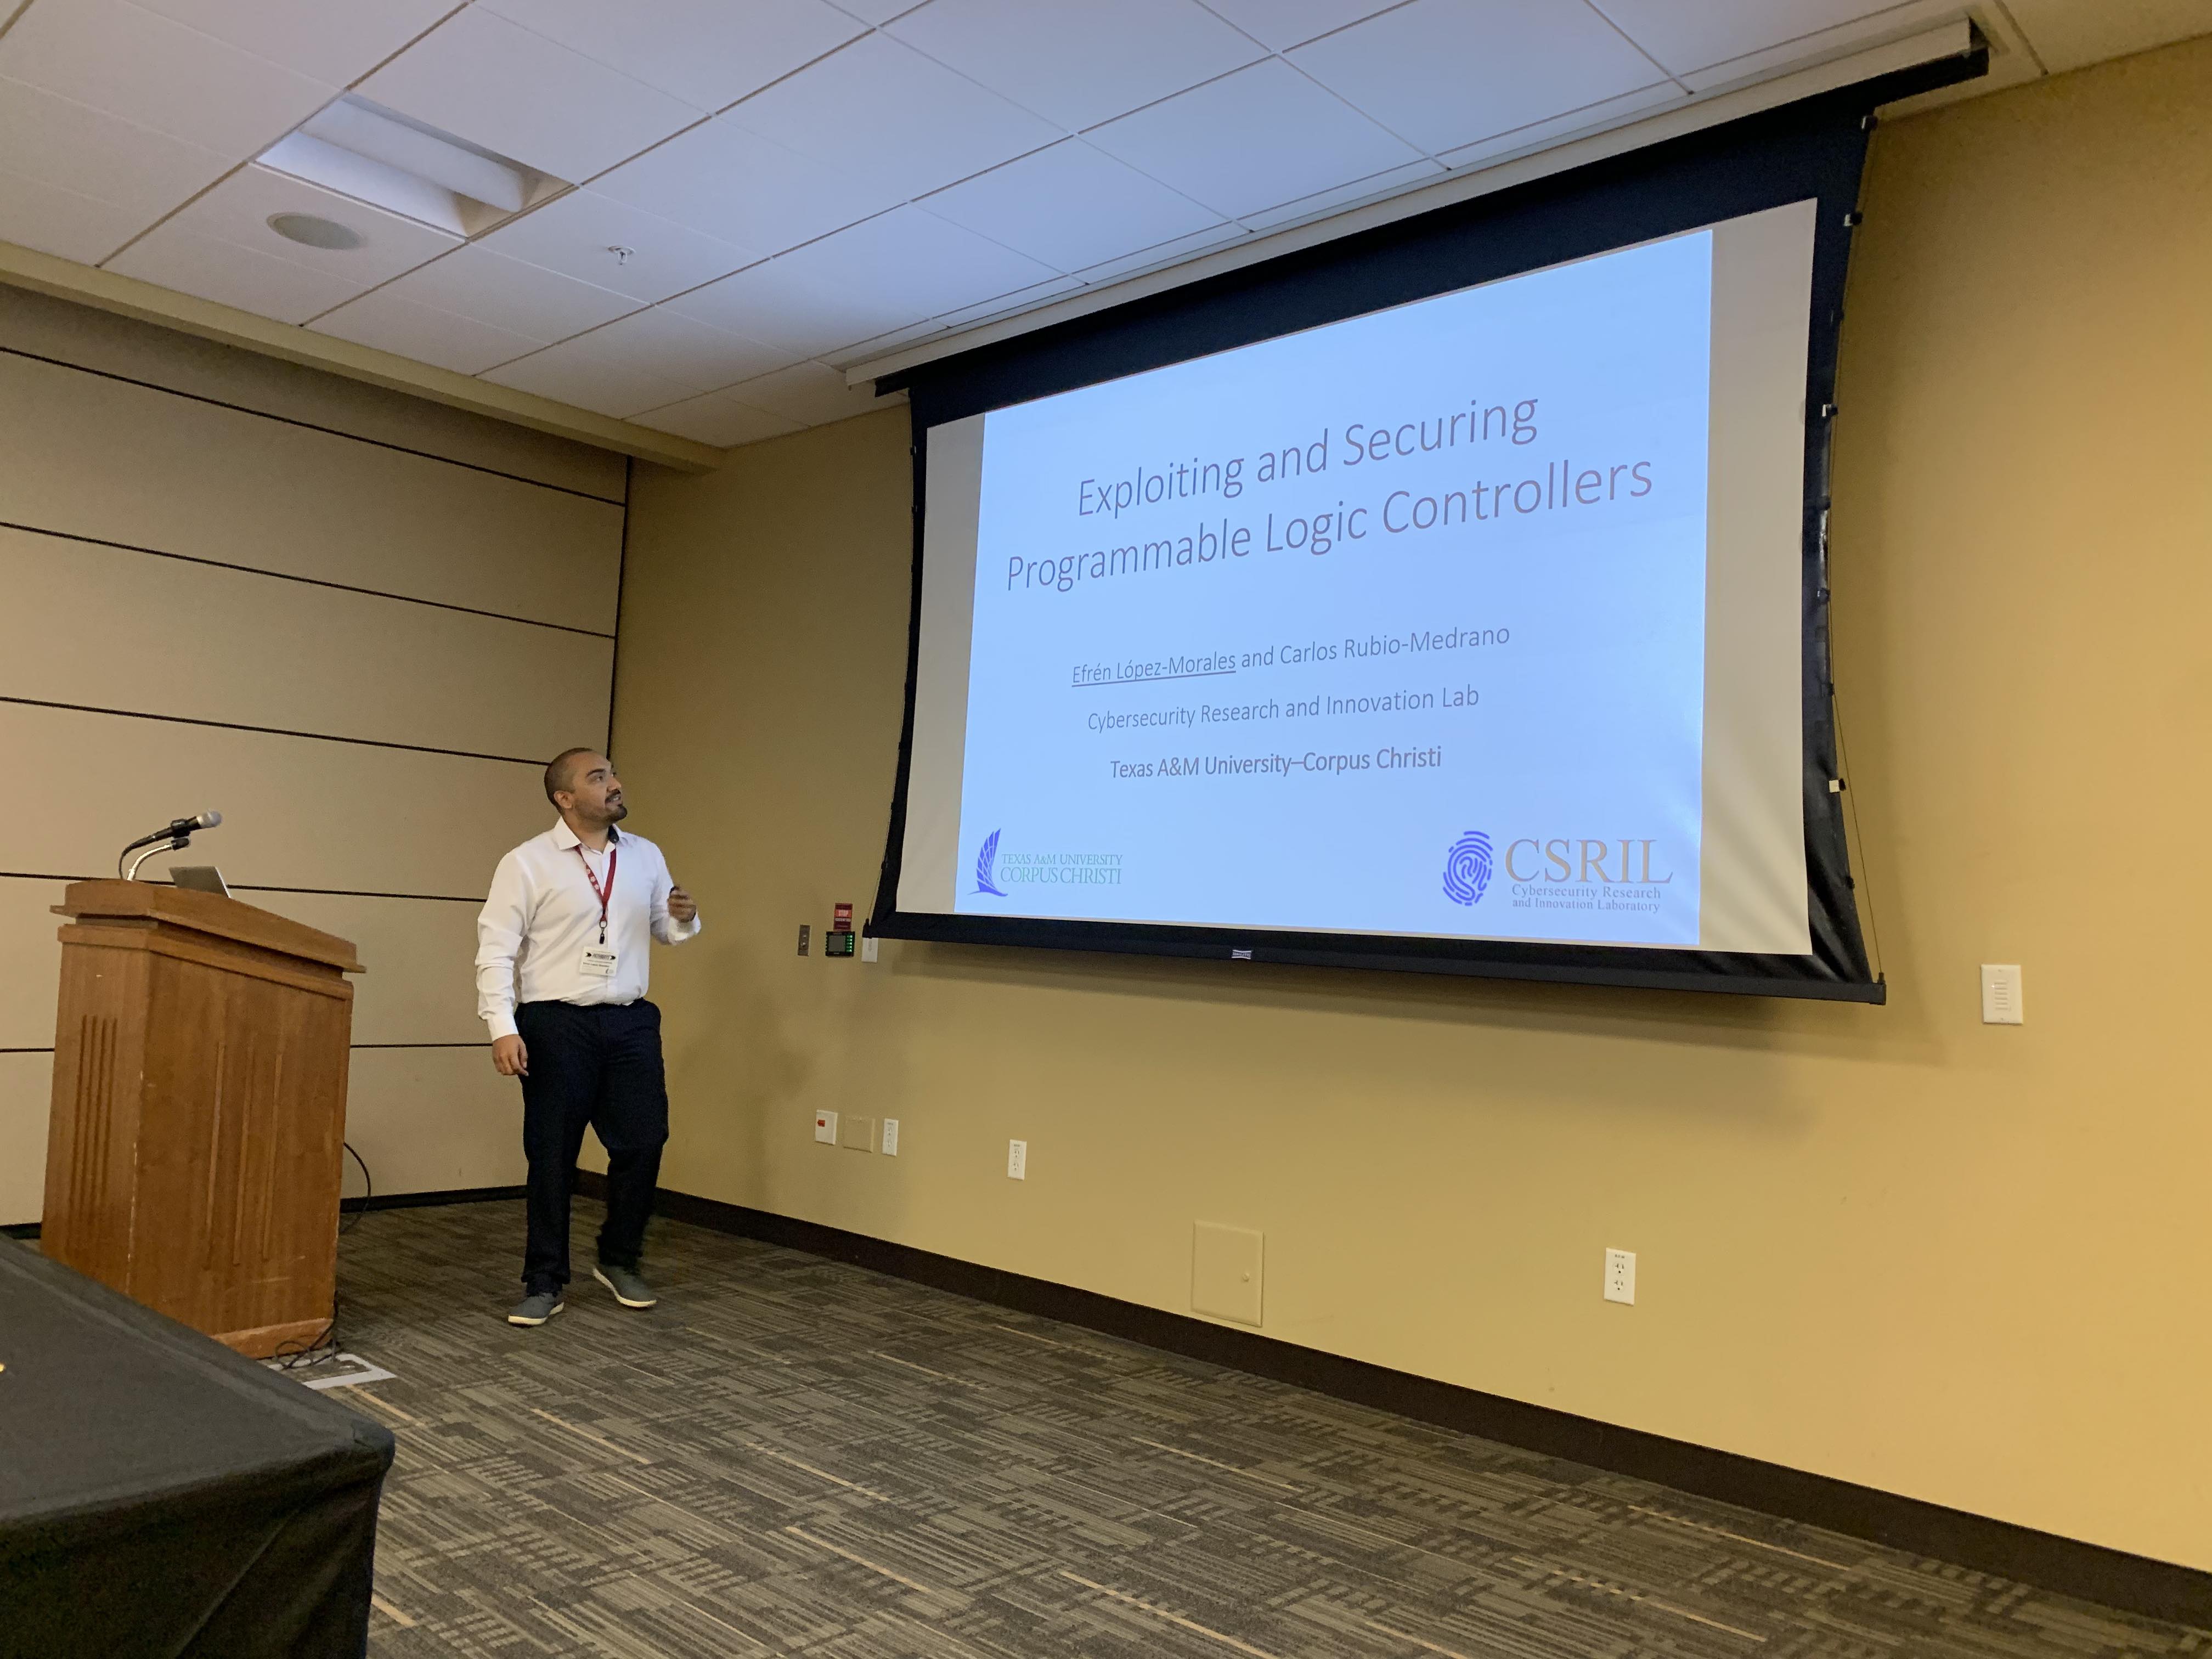 Exploiting and Securing
Programmable Logic Controllers
Efrén López-Morales and Carlos Rubio-Medrano
Cybersecurity Research and Innovation Lab
Texas A&M University–Corpus Christi
TEXAS A&M UNIVERSITY
CORPUS CHRISTI
CSRIL
Cybersecurity Research
and Innovation Laboratory
STOP